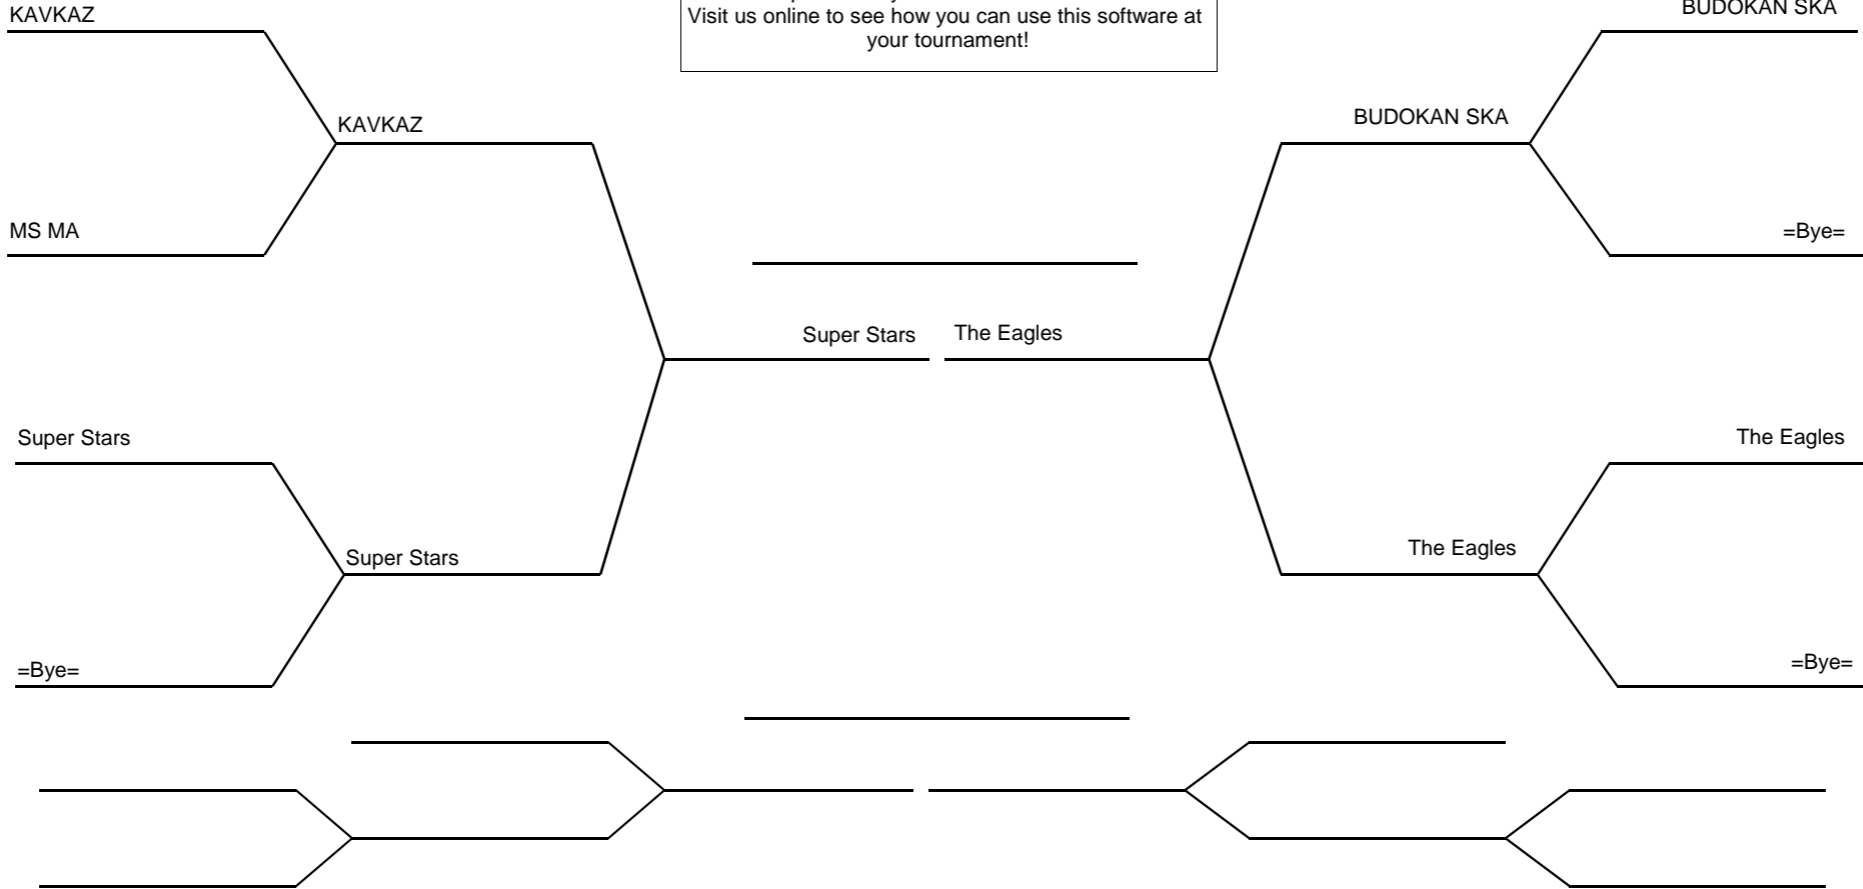 KAVKAZ
Visit us online to see how you can use this software at
your tournament!
BUDOKAN SKA
KAVKAZ
BUDOKAN SKA
MS MA
=Bye=
Super Stars
The Eagles
Super Stars
The Eagles
Super Stars
The Eagles
=Bye=
=Bye=